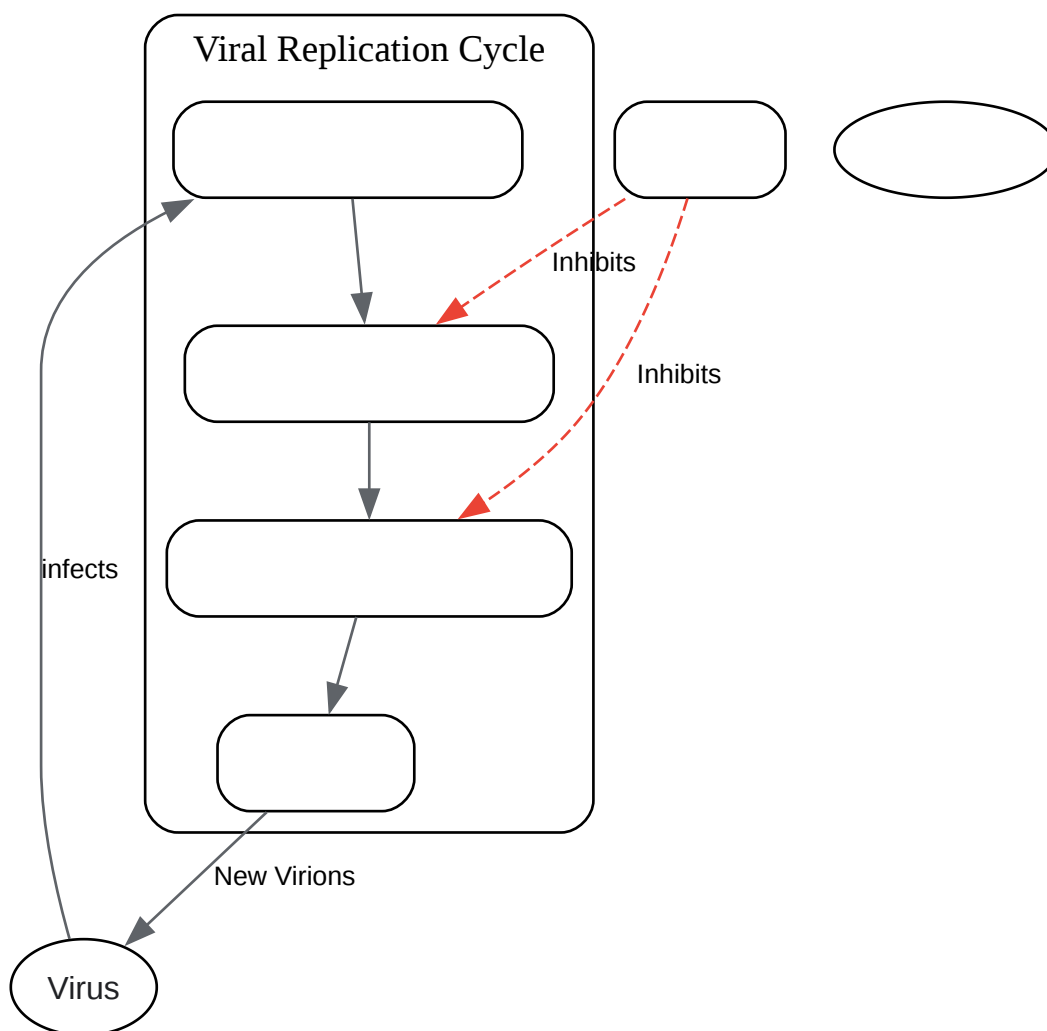 Viral Replication Cycle
Inhibits
Inhibits
infects
New Virions
Virus